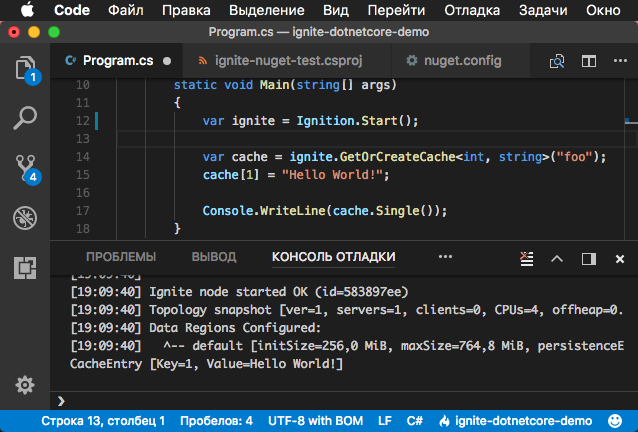 Code Файл Правка Выделение Вид Перейти Отладка Задачи Окно
Program.cs — ignite-dotnetcore-demo
Program.cs ignite-nuget-test.csproj nuget.config
10 static void Main(string[] args)
11 {
12 var ignite = Ignition.Start();
13
14 var cache = ignite.GetOrCreateCache<int, string>("foo");
15 cache[1] = "Hello World!";
16
17 Console.WriteLine(cache.Single());
18 }
1
4
ПРОБЛЕМЫ ВЫВОД КОНСОЛЬ ОТЛАДКИ
[19:09:40]
[19:09:40] Ignite node started OK (id=583897ee)
[19:09:40] Topology snapshot [ver=1, servers=1, clients=0, CPUs=4, offheap=0.
[19:09:40] Data Regions Configured:
[19:09:40] ^-- default [initSize=256,0 MiB, maxSize=764,8 MiB, persistenceE
CacheEntry [Key=1, Value=Hello World!]
Строка 13, столбец 1 Пробелов: 4 UTF-8 with BOM LF C# ignite-dotnetcore-demo